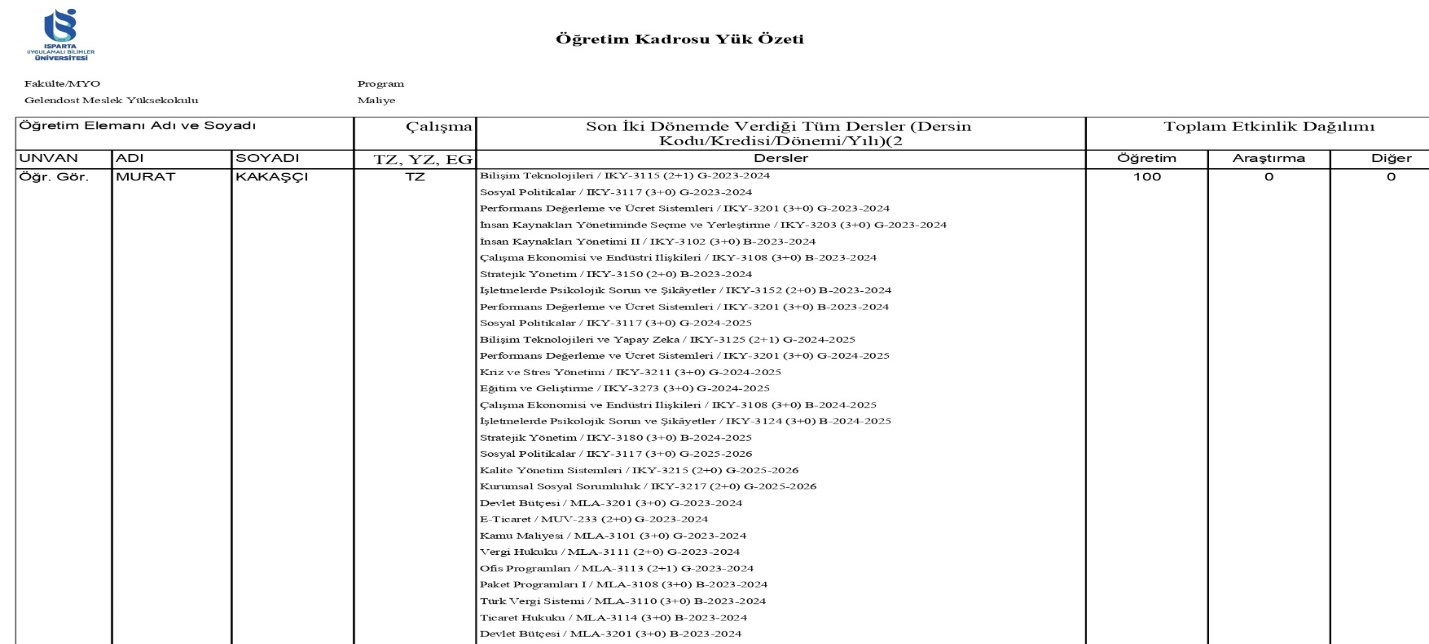 ISPARTA
UYGULAMALI BİLİMLER
ÜNİVERSİTESİ
Öğretim Kadrosu Yük Özeti
Fakülte/MYO Program
Gelendost Meslek Yüksekokulu Maliye
Öğretim Elemanı Adı ve Soyadı Çalışma Son İki Dönemde Verdiği Tüm Dersler (Dersin Toplam Etkinlik Dağılımı
Kodu/Kredisi/Dönemi/Yılı)(2
UNVAN ADI SOYADI TZ, YZ, EG Dersler Öğretim Araştırma Diğer
Öğr. Gör. MURAT KAKAŞÇI TZ Bilişim Teknolojileri / IKY-3115 (2+1) G-2023-2024 100 0 0
Sosyal Politikalar / IKY-3117 (3+0) G-2023-2024
Performans Değerleme ve Ücret Sistemleri / IKY-3201 (3+0) G-2023-2024
İnsan Kaynakları Yönetiminde Seçme ve Yerleştirme / IKY-3203 (3+0) G-2023-2024
İnsan Kaynakları Yönetimi II / IKY-3102 (3+0) B-2023-2024
Çalışma Ekonomisi ve Endüstri İlişkileri / IKY-3108 (3+0) B-2023-2024
Stratejik Yönetim / IKY-3150 (2+0) B-2023-2024
İşletmelerde Psikolojik Sorun ve Şikâyetler / IKY-3152 (2+0) B-2023-2024
Performans Değerleme ve Ücret Sistemleri / IKY-3201 (3+0) B-2023-2024
Sosyal Politikalar / IKY-3117 (3+0) G-2024-2025
Bilişim Teknolojileri ve Yapay Zeka / IKY-3125 (2+1) G-2024-2025
Performans Değerleme ve Ücret Sistemleri / IKY-3201 (3+0) G-2024-2025
Kriz ve Stres Yönetimi / IKY-3211 (3+0) G-2024-2025
Eğitim ve Geliştirme / IKY-3273 (3+0) G-2024-2025
Çalışma Ekonomisi ve Endüstri İlişkileri / IKY-3108 (3+0) B-2024-2025
İşletmelerde Psikolojik Sorun ve Şikâyetler / IKY-3124 (3+0) B-2024-2025
Stratejik Yönetim / IKY-3180 (3+0) B-2024-2025
Sosyal Politikalar / IKY-3117 (3+0) G-2025-2026
Kalite Yönetim Sistemleri / IKY-3215 (2+0) G-2025-2026
Kurumsal Sosyal Sorumluluk / IKY-3217 (2+0) G-2025-2026
Devlet Bütçesi / MLA-3201 (3+0) G-2023-2024
E-Ticaret / MUV-233 (2+0) G-2023-2024
Kamu Maliyesi / MLA-3101 (3+0) G-2023-2024
Vergi Hukuku / MLA-3111 (2+0) G-2023-2024
Ofis Programları / MLA-3113 (2+1) G-2023-2024
Paket Programları I / MLA-3108 (3+0) B-2023-2024
Türk Vergi Sistemi / MLA-3110 (3+0) B-2023-2024
Ticaret Hukuku / MLA-3114 (3+0) B-2023-2024
Devlet Bütçesi / MLA-3201 (3+0) B-2023-2024